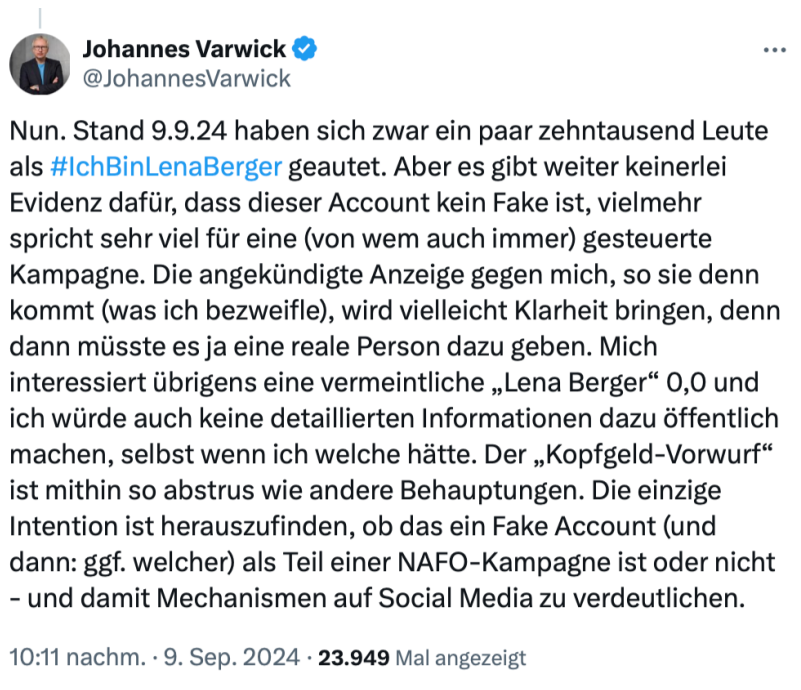 Johannes Varwick
@JohannesVarwick
Nun. Stand 9.9.24 haben sich zwar ein paar zehntausend Leute
als #IchBinLenaBerger geautet. Aber es gibt weiter keinerlei
Evidenz dafür, dass dieser Account kein Fake ist, vielmehr
spricht sehr viel für eine (von wem auch immer) gesteuerte
Kampagne. Die angekündigte Anzeige gegen mich, so sie denn
kommt (was ich bezweifle), wird vielleicht Klarheit bringen, denn
dann müsste es ja eine reale Person dazu geben. Mich
interessiert übrigens eine vermeintliche „Lena Berger“ 0,0 und
ich würde auch keine detaillierten Informationen dazu öffentlich
machen, selbst wenn ich welche hätte. Der „Kopfgeld-Vorwurf“
ist mithin so abstrus wie andere Behauptungen. Die einzige
Intention ist herauszufinden, ob das ein Fake Account (und
dann: ggf. welcher) als Teil einer NAFO-Kampagne ist oder nicht
- und damit Mechanismen auf Social Media zu verdeutlichen.
10:11 nachm. · 9. Sep. 2024 · 23.949 Mal angezeigt